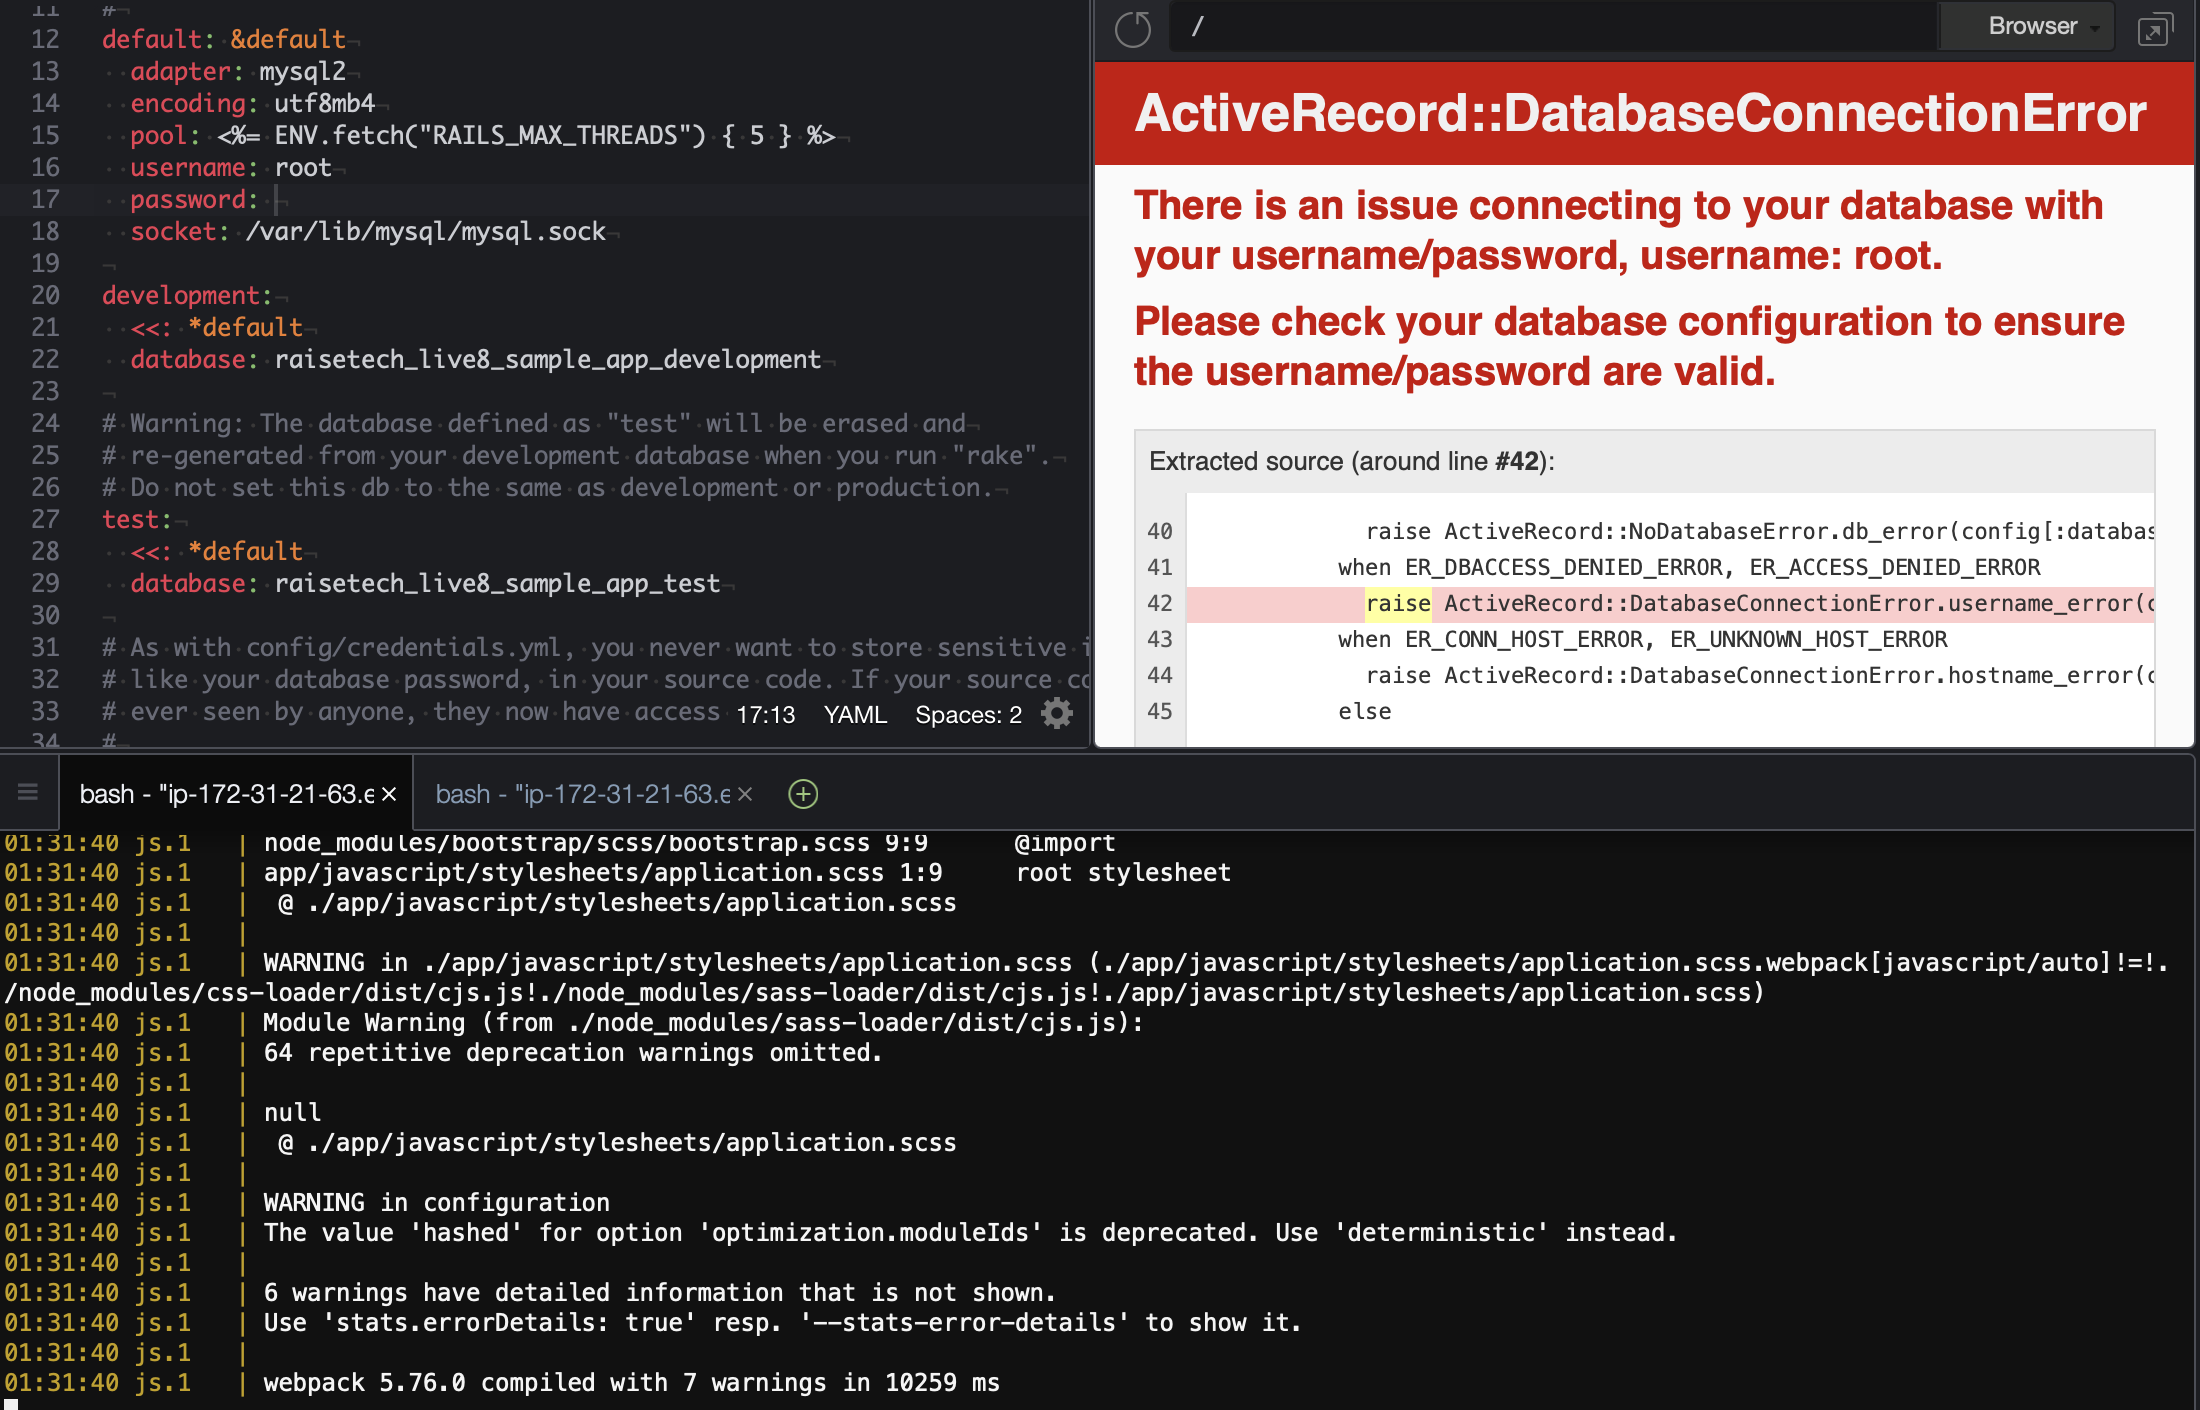 11 #
12 default: &default
13 adapter: mysql2
14 encoding: utf8mb4
15 pool: <%= ENV.fetch("RAILS_MAX_THREADS") { 5 } %>
16 username: root
17 password:
18 socket: /var/lib/mysql/mysql.sock
19
20 development:
21 <<: *default
22 database: raisetech_live8_sample_app_development
23
24 # Warning: The database defined as "test" will be erased and
25 # re-generated from your development database when you run "rake".
26 # Do not set this db to the same as development or production.
27 test:
28 <<: *default
29 database: raisetech_live8_sample_app_test
30
31 # As with config/credentials.yml, you never want to store sensitive i
32 # like your database password, in your source code. If your source co
33 # ever seen by anyone, they now have access
34 #
17:13 YAML Spaces: 2
/ Browser
ActiveRecord::DatabaseConnectionError
There is an issue connecting to your database with
your username/password, username: root.
Please check your database configuration to ensure
the username/password are valid.
Extracted source (around line #42):
40 raise ActiveRecord::NoDatabaseError.db_error(config[:databas
41 when ER_DBACCESS_DENIED_ERROR, ER_ACCESS_DENIED_ERROR
42 raise ActiveRecord::DatabaseConnectionError.username_error(c
43 when ER_CONN_HOST_ERROR, ER_UNKNOWN_HOST_ERROR
44 raise ActiveRecord::DatabaseConnectionError.hostname_error(c
45 else
bash - "ip-172-31-21-63.e × bash - "ip-172-31-21-63.e ×
01:31:40 js.1 | node_modules/bootstrap/scss/bootstrap.scss 9:9 @import
01:31:40 js.1 | app/javascript/stylesheets/application.scss 1:9 root stylesheet
01:31:40 js.1 | @ ./app/javascript/stylesheets/application.scss
01:31:40 js.1 |
01:31:40 js.1 | WARNING in ./app/javascript/stylesheets/application.scss (./app/javascript/stylesheets/application.scss.webpack[javascript/auto]!=!.
/node_modules/css-loader/dist/cjs.js!./node_modules/sass-loader/dist/cjs.js!./app/javascript/stylesheets/application.scss)
01:31:40 js.1 | Module Warning (from ./node_modules/sass-loader/dist/cjs.js):
01:31:40 js.1 | 64 repetitive deprecation warnings omitted.
01:31:40 js.1 |
01:31:40 js.1 | null
01:31:40 js.1 | @ ./app/javascript/stylesheets/application.scss
01:31:40 js.1 |
01:31:40 js.1 | WARNING in configuration
01:31:40 js.1 | The value 'hashed' for option 'optimization.moduleIds' is deprecated. Use 'deterministic' instead.
01:31:40 js.1 |
01:31:40 js.1 | 6 warnings have detailed information that is not shown.
01:31:40 js.1 | Use 'stats.errorDetails: true' resp. '--stats-error-details' to show it.
01:31:40 js.1 |
01:31:40 js.1 | webpack 5.76.0 compiled with 7 warnings in 10259 ms